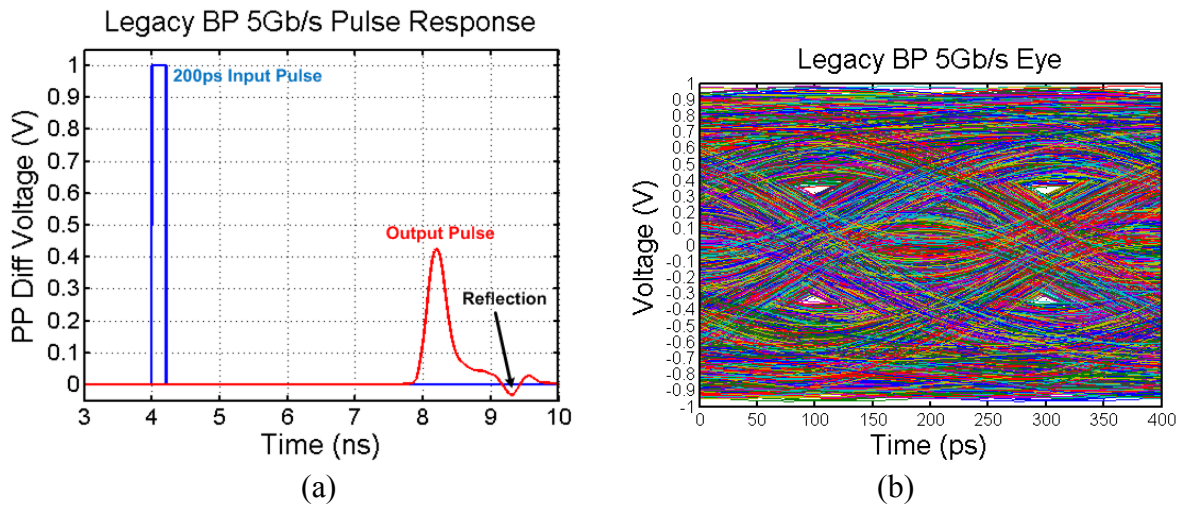 Legacy BP 5Gb/s Pulse Response
PP Diff Voltage (V)
1
0.9
0.8
0.7
0.6
0.5
0.4
0.3
0.2
0.1
0
200ps Input Pulse
Output Pulse
Reflection
3 4 5 6 7 8 9 10
Time (ns)
(a)
Legacy BP 5Gb/s Eye
Voltage (V)
1
0.9
0.8
0.7
0.6
0.5
0.4
0.3
0.2
0.1
0
-0.1
-0.2
-0.3
-0.4
-0.5
-0.6
-0.7
-0.8
-0.9
-1
0 50 100 150 200 250 300 350 400
Time (ps)
(b)